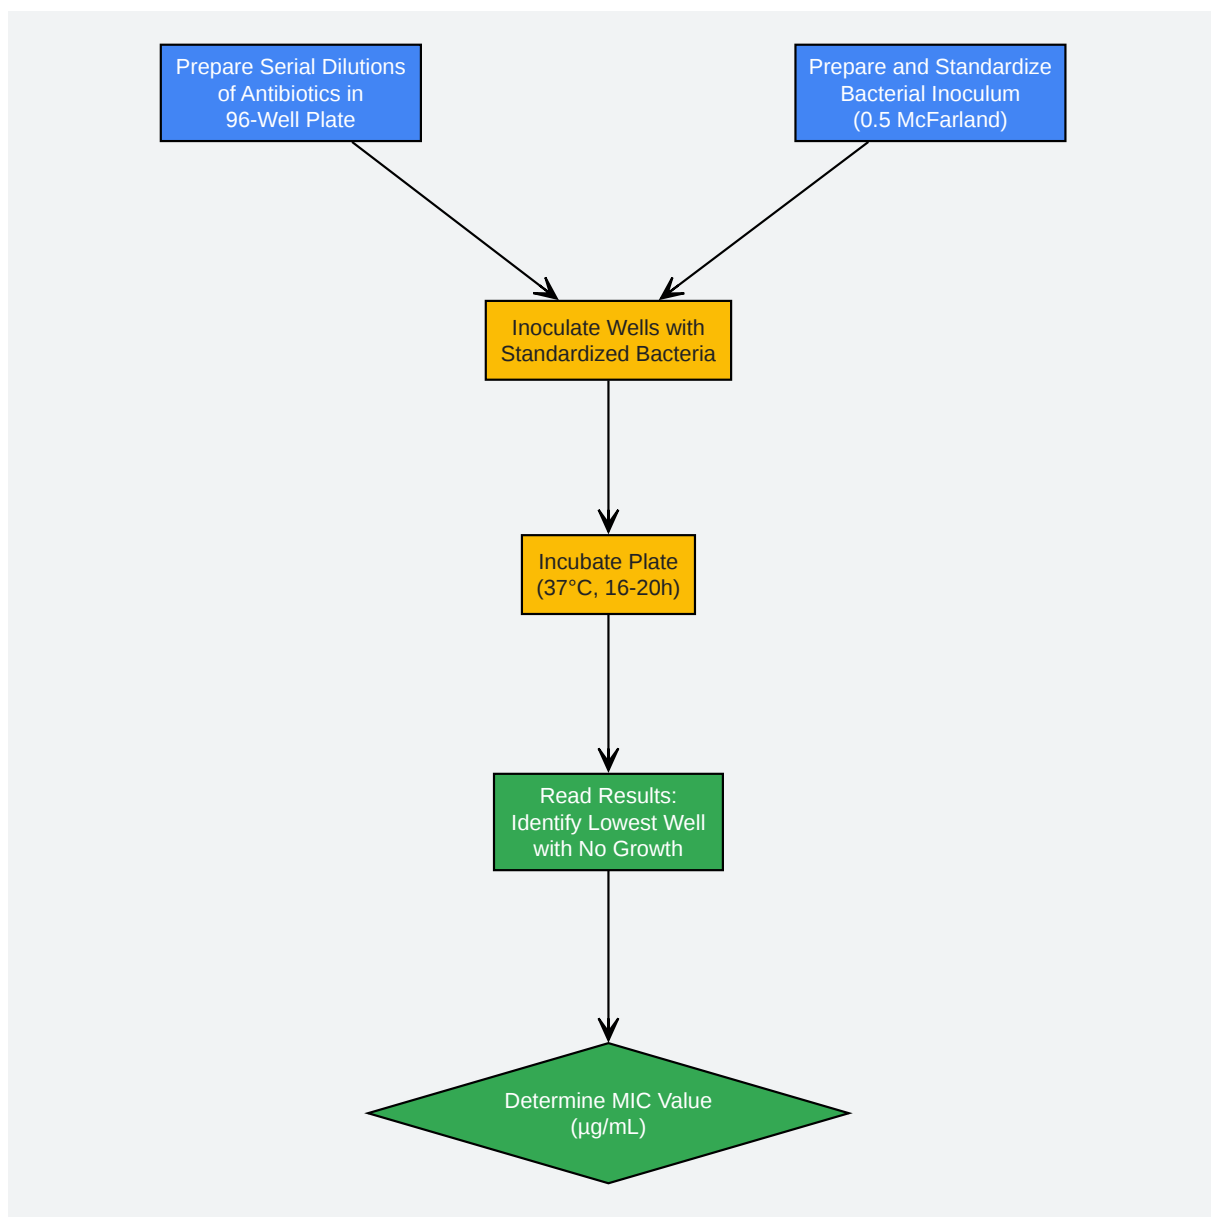 Prepare Serial Dilutions
of Antibiotics in
96-Well Plate
Prepare and Standardize
Bacterial Inoculum
(0.5 McFarland)
Inoculate Wells with
Standardized Bacteria
Incubate Plate
(37°C, 16-20h)
Read Results:
Identify Lowest Well
with No Growth
Determine MIC Value
(µg/mL)